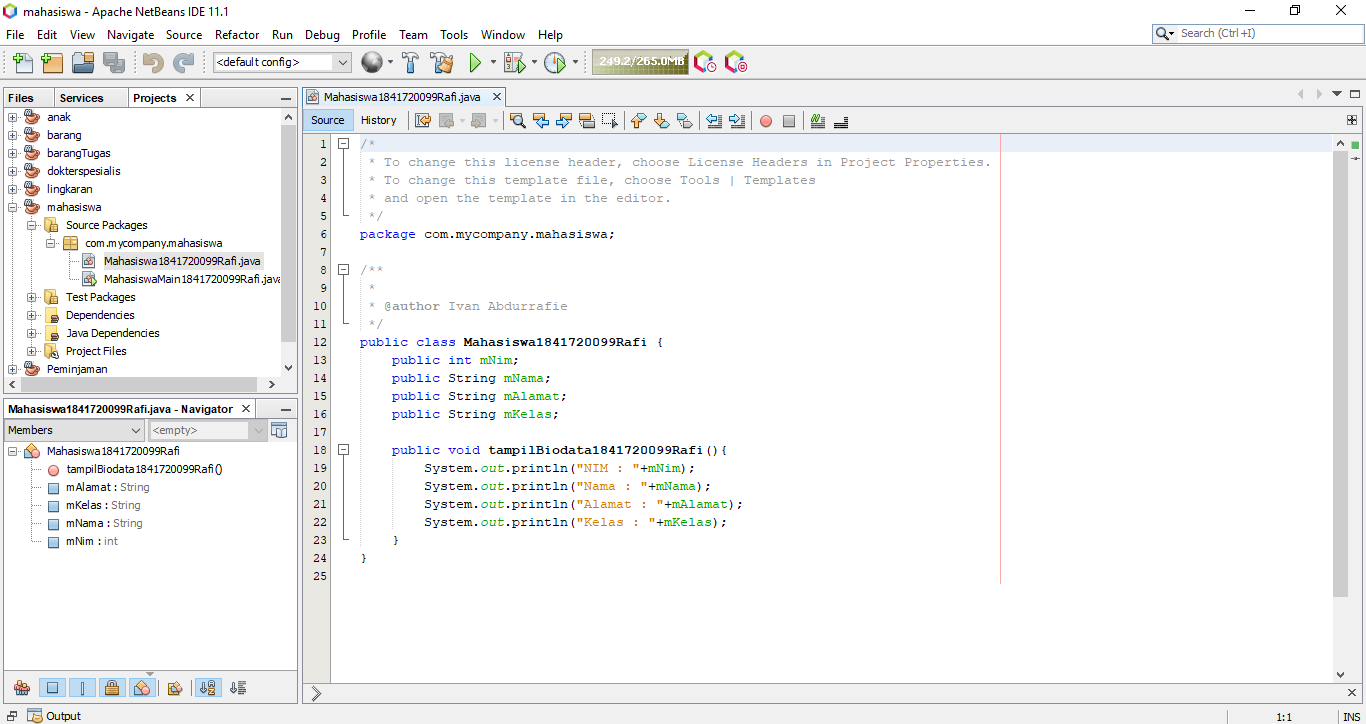 mahasiswa - Apache NetBeans IDE 11.1
File Edit View Navigate Source Refactor Run Debug Profile Team Tools Window Help
Search (Ctrl+I)
<default config>
249.2/265.0MB
Files Services Projects
anak
barang
barangTugas
dokterspesialis
lingkaran
mahasiswa
Source Packages
com.mycompany.mahasiswa
Mahasiswa1841720099Rafi.java
MahasiswaMain1841720099Rafi.java
Test Packages
Dependencies
Java Dependencies
Project Files
Peminjaman
Mahasiswa1841720099Rafi.java - Navigator
Members
<empty>
Mahasiswa1841720099Rafi
tampilBiodata1841720099Rafi()
mAlamat : String
mKelas : String
mNama : String
mNim : int
Mahasiswa1841720099Rafi.java
Source History
1 /*
2 * To change this license header, choose License Headers in Project Properties.
3 * To change this template file, choose Tools | Templates
4 * and open the template in the editor.
5 */
6 package com.mycompany.mahasiswa;
7
8 /**
9 *
10 * @author Ivan Abdurrafie
11 */
12 public class Mahasiswa1841720099Rafi {
13 public int mNim;
14 public String mNama;
15 public String mAlamat;
16 public String mKelas;
17
18 public void tampilBiodata1841720099Rafi(){
19 System.out.println("NIM : "+mNim);
20 System.out.println("Nama : "+mNama);
21 System.out.println("Alamat : "+mAlamat);
22 System.out.println("Kelas : "+mKelas);
23 }
24 }
25
Output
1:1 INS